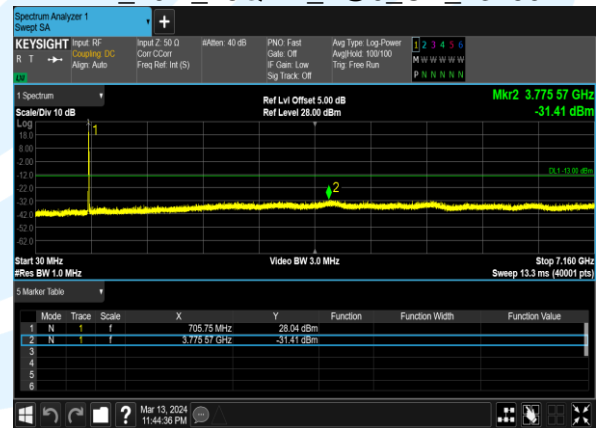 Spectrum Analyzer 1
Swept SA
+
KEYSIGHT Input: RF Input Z: 50 Ω #Atten: 40 dB PNO: Fast Avg Type: Log-Power 1 2 3 4 5 6
R T Coupling: DC Corr CCorr Gate: Off Avg|Hold: 100/100 M W W W W W
Align: Auto Freq Ref: Int (S) IF Gain: Low Trig: Free Run
Sig Track: Off P N N N N N
1 Spectrum Ref Lvl Offset 5.00 dB Mkr2 3.775 57 GHz
Scale/Div 10 dB Ref Level 28.00 dBm -31.41 dBm
Log
18.0
8.00
-2.00
-12.0
-22.0
-32.0
-42.0
-52.0
-62.0
1
DL1 -13.00 dBm
2
Start 30 MHz Video BW 3.0 MHz Stop 7.160 GHz
#Res BW 1.0 MHz Sweep 13.3 ms (40001 pts)
5 Marker Table
Mode Trace Scale X Y Function Function Width Function Value
1 N 1 f 705.75 MHz 28.04 dBm
2 N 1 f 3.775 57 GHz -31.41 dBm
3
4
5
6
? Mar 13, 2024
11:44:36 PM